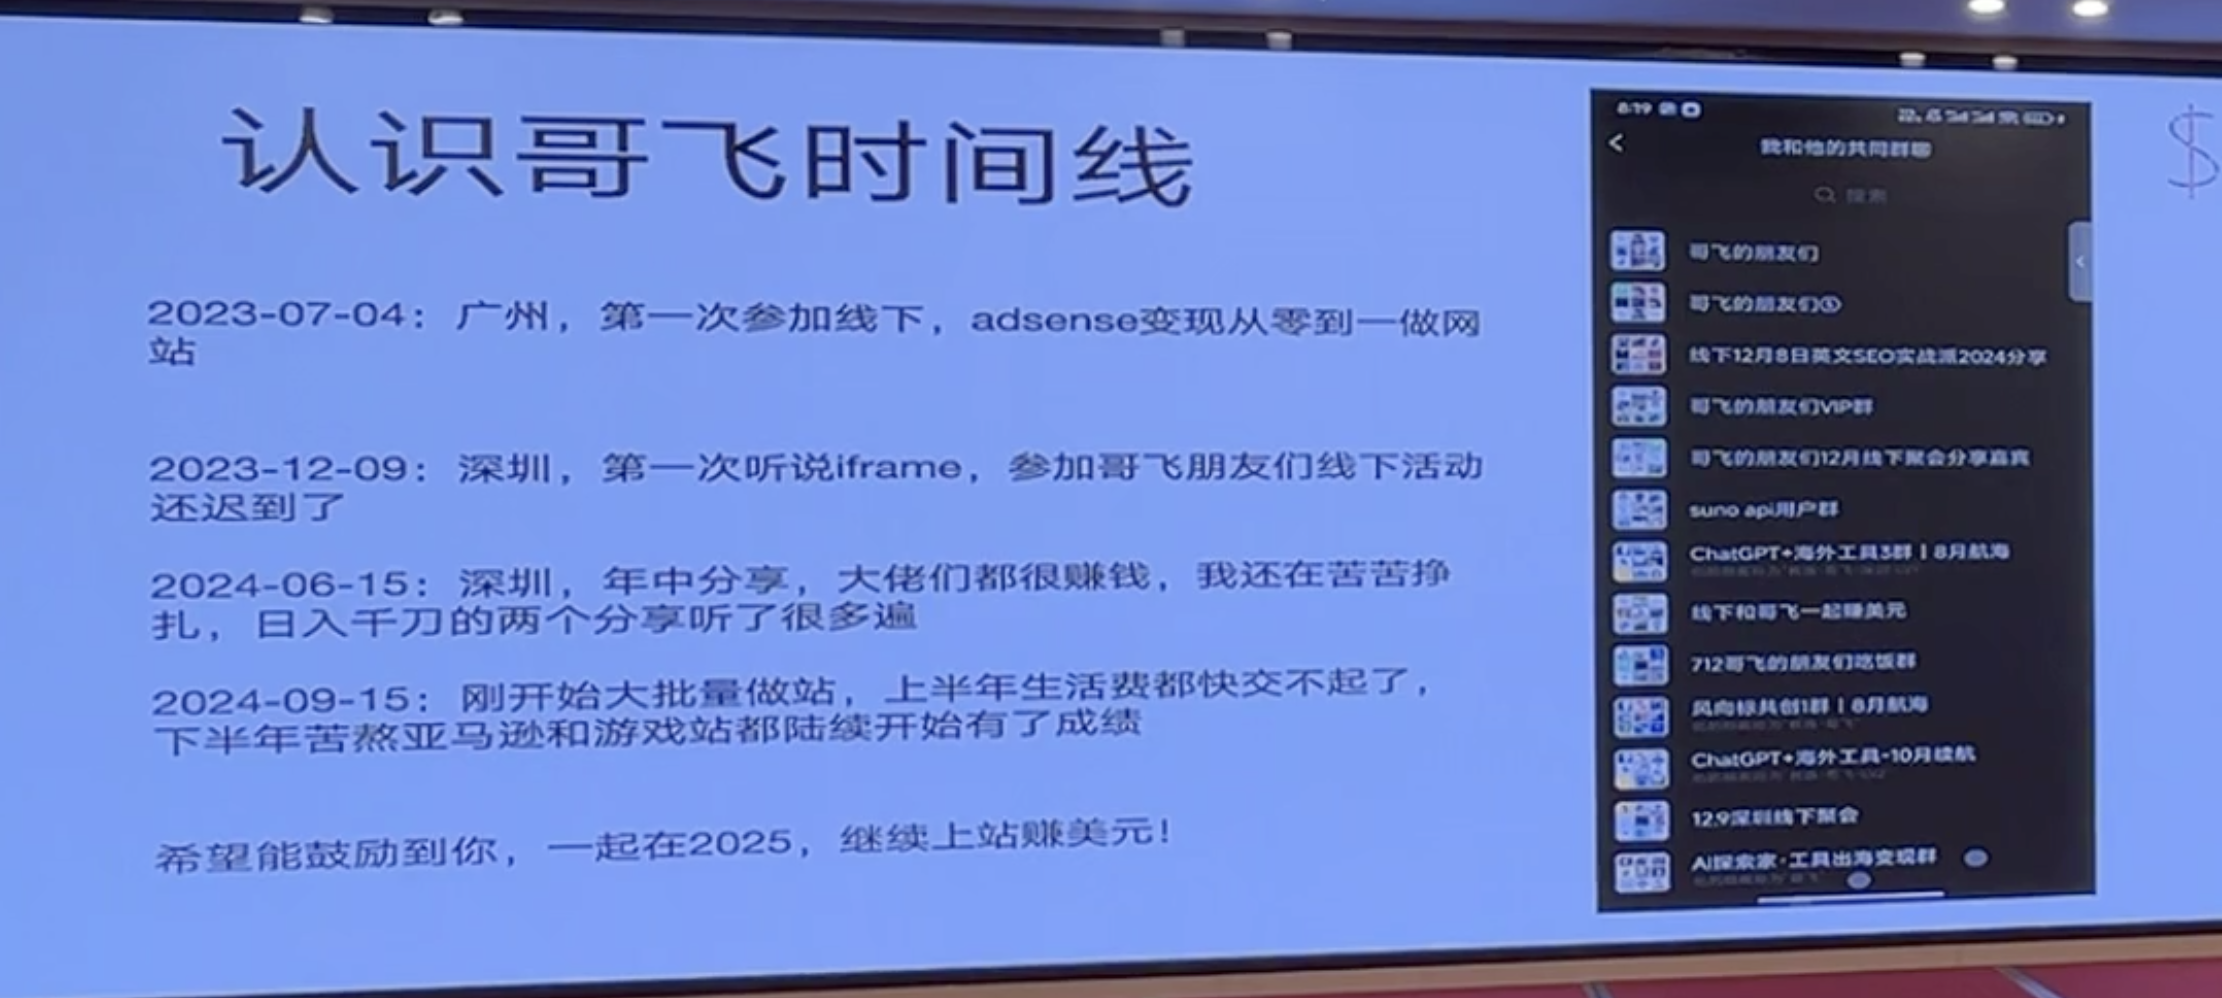 认识哥飞时间线
2023-07-04：广州，第一次参加线下，adsense变现从零到一做网
站
2023-12-09：深圳，第一次听说iframe，参加哥飞朋友们线下活动
还迟到了
2024-06-15：深圳，年中分享，大佬们都很赚钱，我还在苦苦挣
扎，日入千刀的两个分享听了很多遍
2024-09-15：刚开始大批量做站，上半年生活费都快交不起了，
下半年苦熬亚马逊和游戏站都陆续开始有了成绩
希望能鼓励到你，一起在2025，继续上站赚美元！
8:19
我和他的共同群聊
搜索
哥飞的朋友们
哥飞的朋友们⑤
线下12月8日英文SEO实战派2024分享
哥飞的朋友们VIP群
哥飞的朋友们12月线下聚会分享嘉宾
suno api用户群
ChatGPT+海外工具3群丨8月航海
线下和哥飞一起赚美元
712哥飞的朋友们吃饭群
风向标共创1群丨8月航海
ChatGPT+海外工具-10月续航
12.9深圳线下聚会
AI探索家·工具出海变现群
$